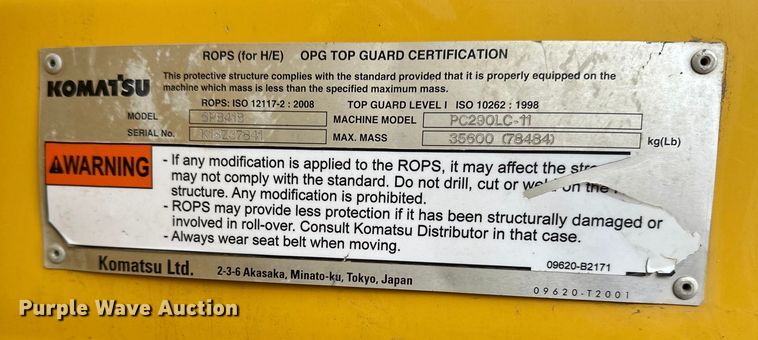 ROPS (for H/E) OPG TOP GUARD CERTIFICATION
KOMATSU
This protective structure complies with the standard provided that it is properly equipped on the
machine which mass is less than the specified maximum mass.
ROPS: ISO 12117-2 : 2008 TOP GUARD LEVEL I ISO 10262 : 1998
MODEL MACHINE MODEL PC290LC-11
SERIAL No. MAX. MASS 35600 (78484) kg(Lb)
WARNING
- If any modification is applied to the ROPS, it may affect the
may not comply with the standard. Do not drill, cut or on the
structure. Any modification is prohibited.
- ROPS may provide less protection if it has been structurally damaged or
involved in roll-over. Consult Komatsu Distributor in that case.
- Always wear seat belt when moving.
09620-B2171
Komatsu Ltd. 2-3-6 Akasaka, Minato-ku, Tokyo, Japan
09620-T2001
Purple Wave Auction